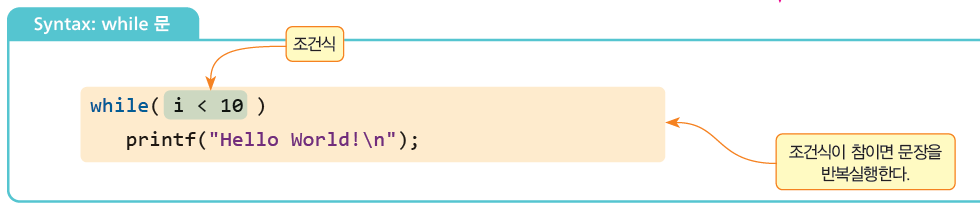 Syntax: while 문
조건식
while( i < 10 )
printf("Hello World!\n");
조건식이 참이면 문장을
반복실행한다.